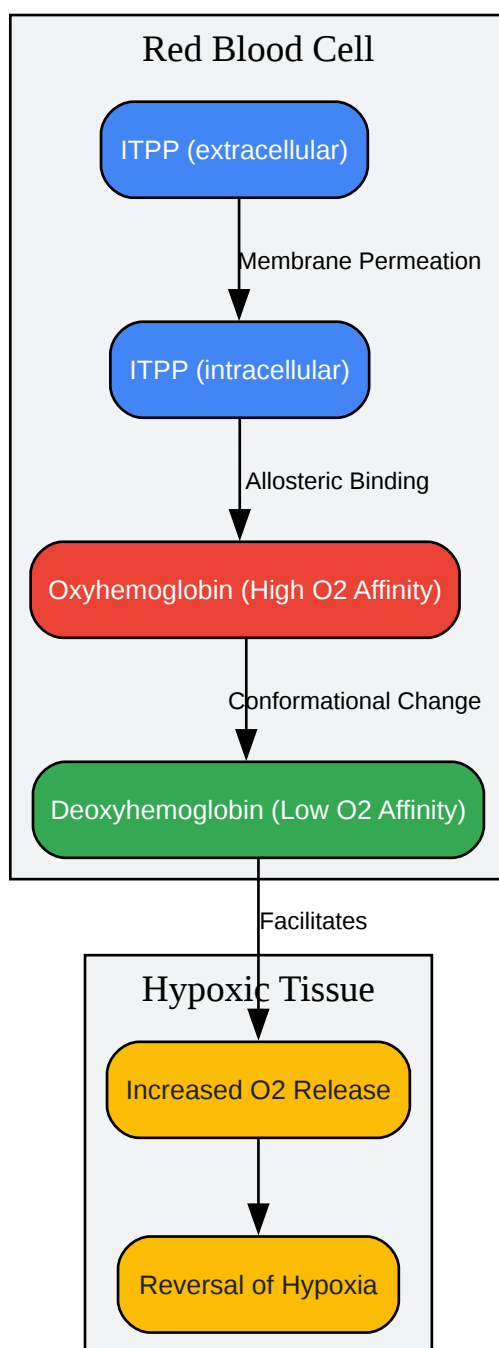 Red Blood Cell
ITPP (extracellular)
Membrane Permeation
ITPP (intracellular)
Allosteric Binding
Oxyhemoglobin (High O2 Affinity)
Conformational Change
Deoxyhemoglobin (Low O2 Affinity)
Facilitates
Hypoxic Tissue
Increased O2 Release
Reversal of Hypoxia